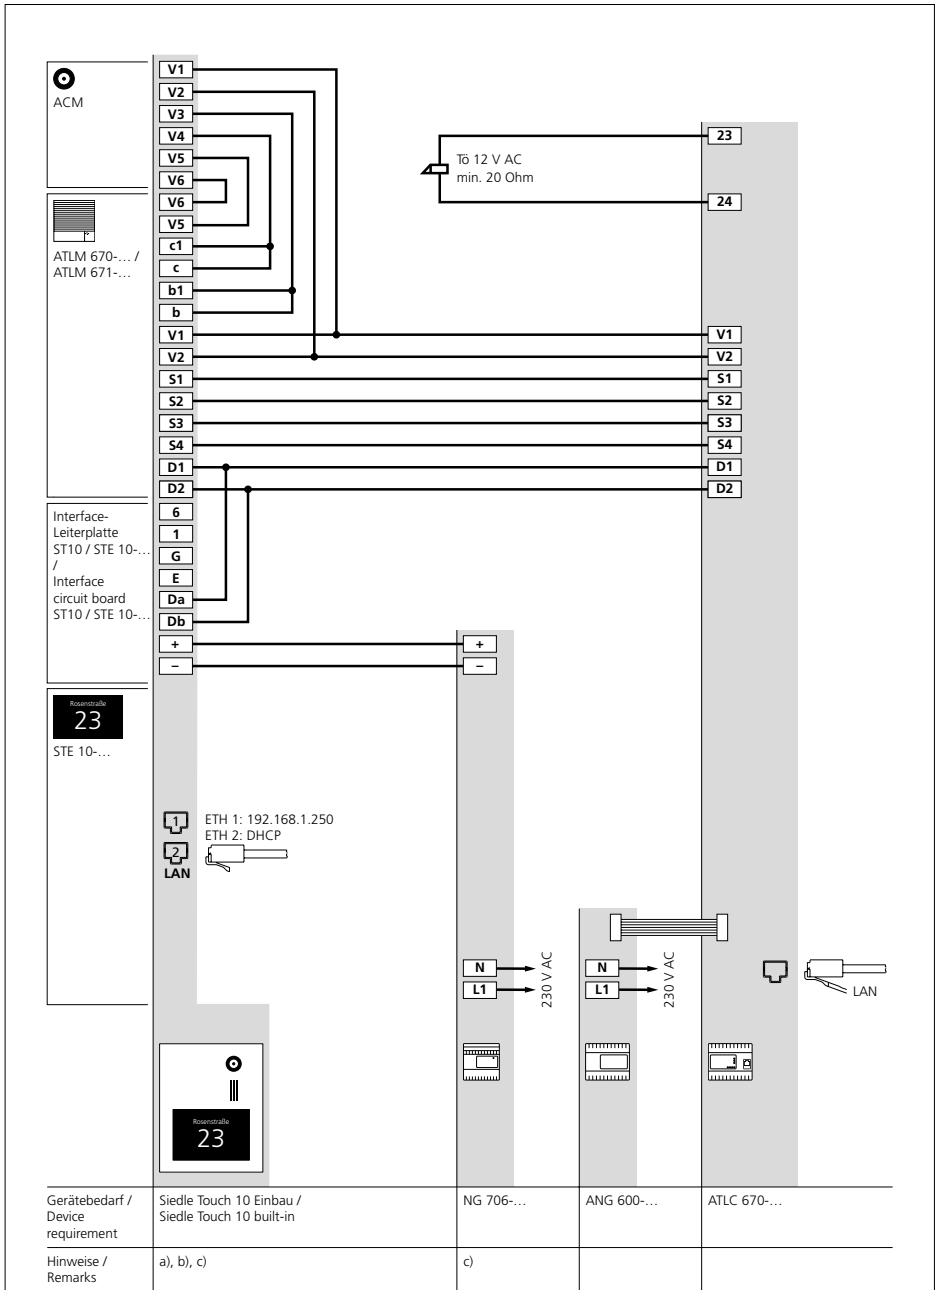 ACM
ATLM 670-… /
ATLM 671-…
Interface-
Leiterplatte
ST10 / STE 10-…
/
Interface
circuit board
ST10 / STE 10-…
Rosenstraße
23
STE 10-…
V1
V2
V3
V4
V5
V6
V6
V5
c1
c
b1
b
V1
V2
S1
S2
S3
S4
D1
D2
6
1
G
E
Da
Db
+
–
1
ETH 1: 192.168.1.250
ETH 2: DHCP
2
LAN
Rosenstraße
23
Tö 12 V AC
min. 20 Ohm
+
–
N
L1
230 V AC
N
L1
230 V AC
23
24
V1
V2
S1
S2
S3
S4
D1
D2
LAN
Gerätebedarf /
Device
requirement
Siedle Touch 10 Einbau /
Siedle Touch 10 built-in
NG 706-…
ANG 600-…
ATLC 670-…
Hinweise /
Remarks
a), b), c)
c)